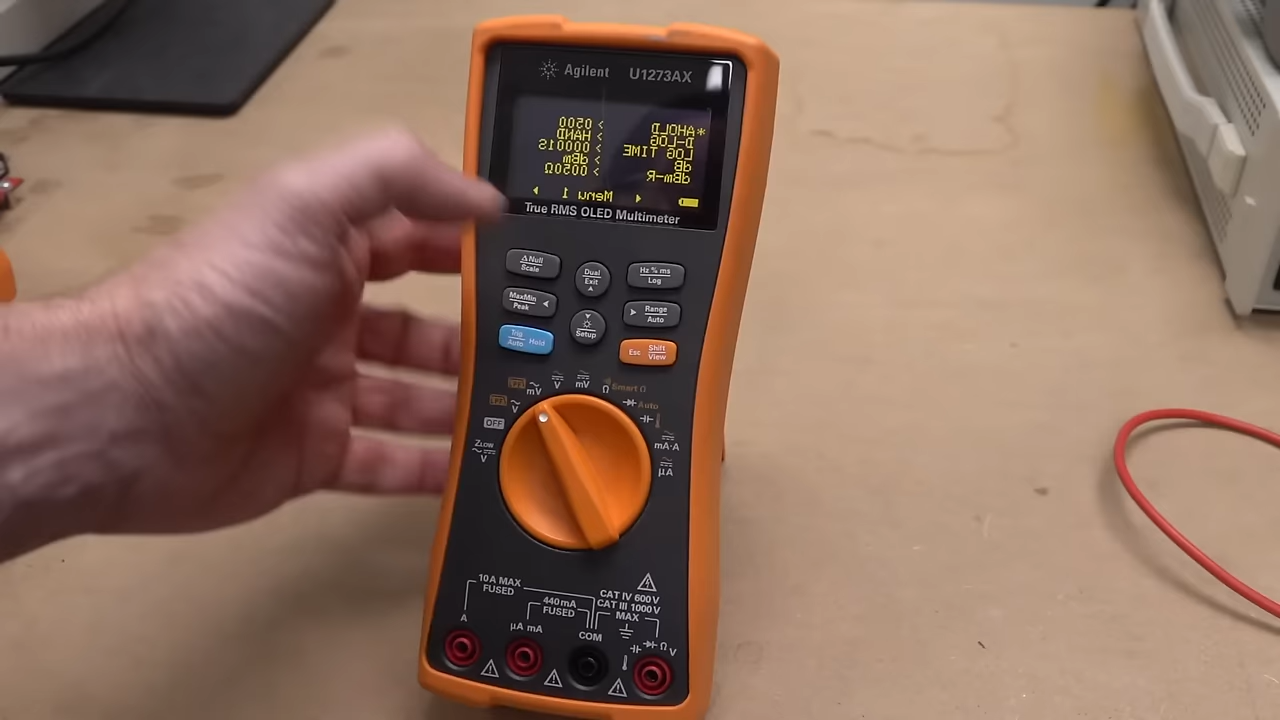 Agilent U1273AX
*AHOLD > 0500
D-LOG > HAND
LOG TIME > 00001S
dB > dBm
dBm-R > 0050Ω
Menu 1
True RMS OLED Multimeter
ΔNull
Scale
Dual
Exit
Hz % ms
Log
MaxMin
Peak
Range
Auto
Setup
Trig
Auto
Hold
Esc
Shift
View
OFF
V
mV
V
mV
Ω
Smart Ω
Auto
mA·A
µA
ZLOW
V
10A MAX
FUSED
440mA
FUSED
CAT IV 600V
CAT III 1000V
MAX
A
µA mA
COM
Ω
V